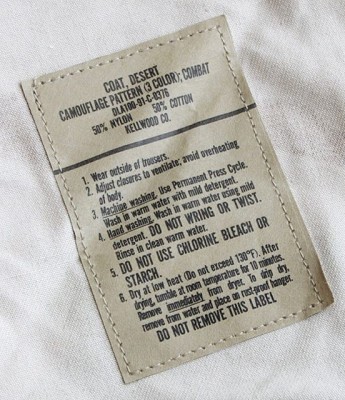 COAT, DESERT
CAMOUFLAGE PATTERN (3 COLOR); COMBAT
DLA100-91-C-0376
50% NYLON 50% COTTON
KELLWOOD CO.
1. Wear outside of trousers.
2. Adjust closures to ventilate; avoid overheating
of body.
3. Machine washing. Use Permanent Press Cycle.
Wash in warm water with mild detergent.
4. Hand washing. Wash in warm water using mild
detergent. DO NOT WRING OR TWIST.
Rinse in clean warm water.
5. DO NOT USE CHLORINE BLEACH OR
STARCH.
6. Dry at low heat (Do not exceed 130°F). After
drying, tumble at room temperature for 10 minutes.
Remove immediately from dryer. To drip dry,
remove from water and place on rust-proof hanger.
DO NOT REMOVE THIS LABEL